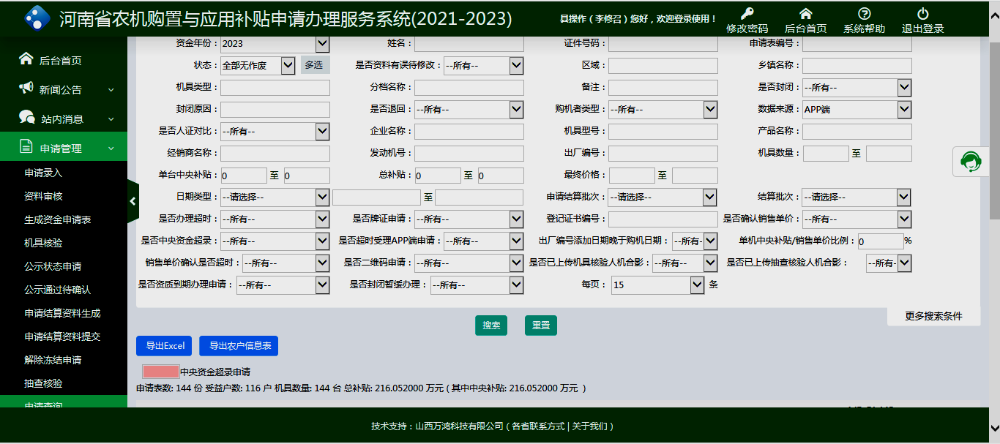 河南省农机购置与应用补贴申请办理服务系统(2021-2023)
县操作（李修召）您好，欢迎登录使用！
修改密码 后台首页 系统帮助 退出登录
后台首页
新闻公告
站内消息
申请管理
申请录入
资料审核
生成资金申请表
机具核验
公示状态申请
公示通过待确认
申请结算资料生成
申请结算资料提交
解除冻结申请
抽查核验
申请查询
资金年份： 2023 姓名： 证件号码： 申请表编号：
状态： 全部无作废 多选 是否资料有误待修改： --所有-- 区域： 乡镇名称：
机具类型： 分档名称： 备注： 是否封闭： --所有--
封闭原因： 是否退回： --所有-- 购机者类型： --所有-- 数据来源： APP端
是否人证对比： --所有-- 企业名称： 机具型号： 产品名称：
经销商名称： 发动机号： 出厂编号： 机具数量： 至
单台中央补贴： 0 至 0 总补贴： 0 至 0 最终价格： 至
日期类型： --请选择-- 至 申请结算批次： --请选择-- 结算批次： --请选择--
是否办理超时： --所有-- 是否牌证申请： --所有-- 登记证书编号： 是否确认销售单价： --所有--
是否中央资金超录： --所有-- 是否超时受理APP端申请： --所有-- 出厂编号添加日期晚于购机日期： --所有- 单机中央补贴/销售单价比例： 0 %
销售单价确认是否超时： --所有-- 是否二维码申请： --所有-- 是否已上传机具核验人机合影： --所有-- 是否已上传抽查核验人机合影： --所有-
是否资质到期办理申请： --所有-- 是否封闭暂缓办理： --所有-- 每页： 15 条
更多搜索条件
搜索 重置
导出Excel 导出农户信息表
中央资金超录申请
申请表数: 144 份 受益户数: 116 户 机具数量: 144 台 总补贴: 216.052000 万元 ( 其中中央补贴: 216.052000 万元 )
技术支持：山西万鸿科技有限公司 ( 各省联系方式 | 关于我们 )